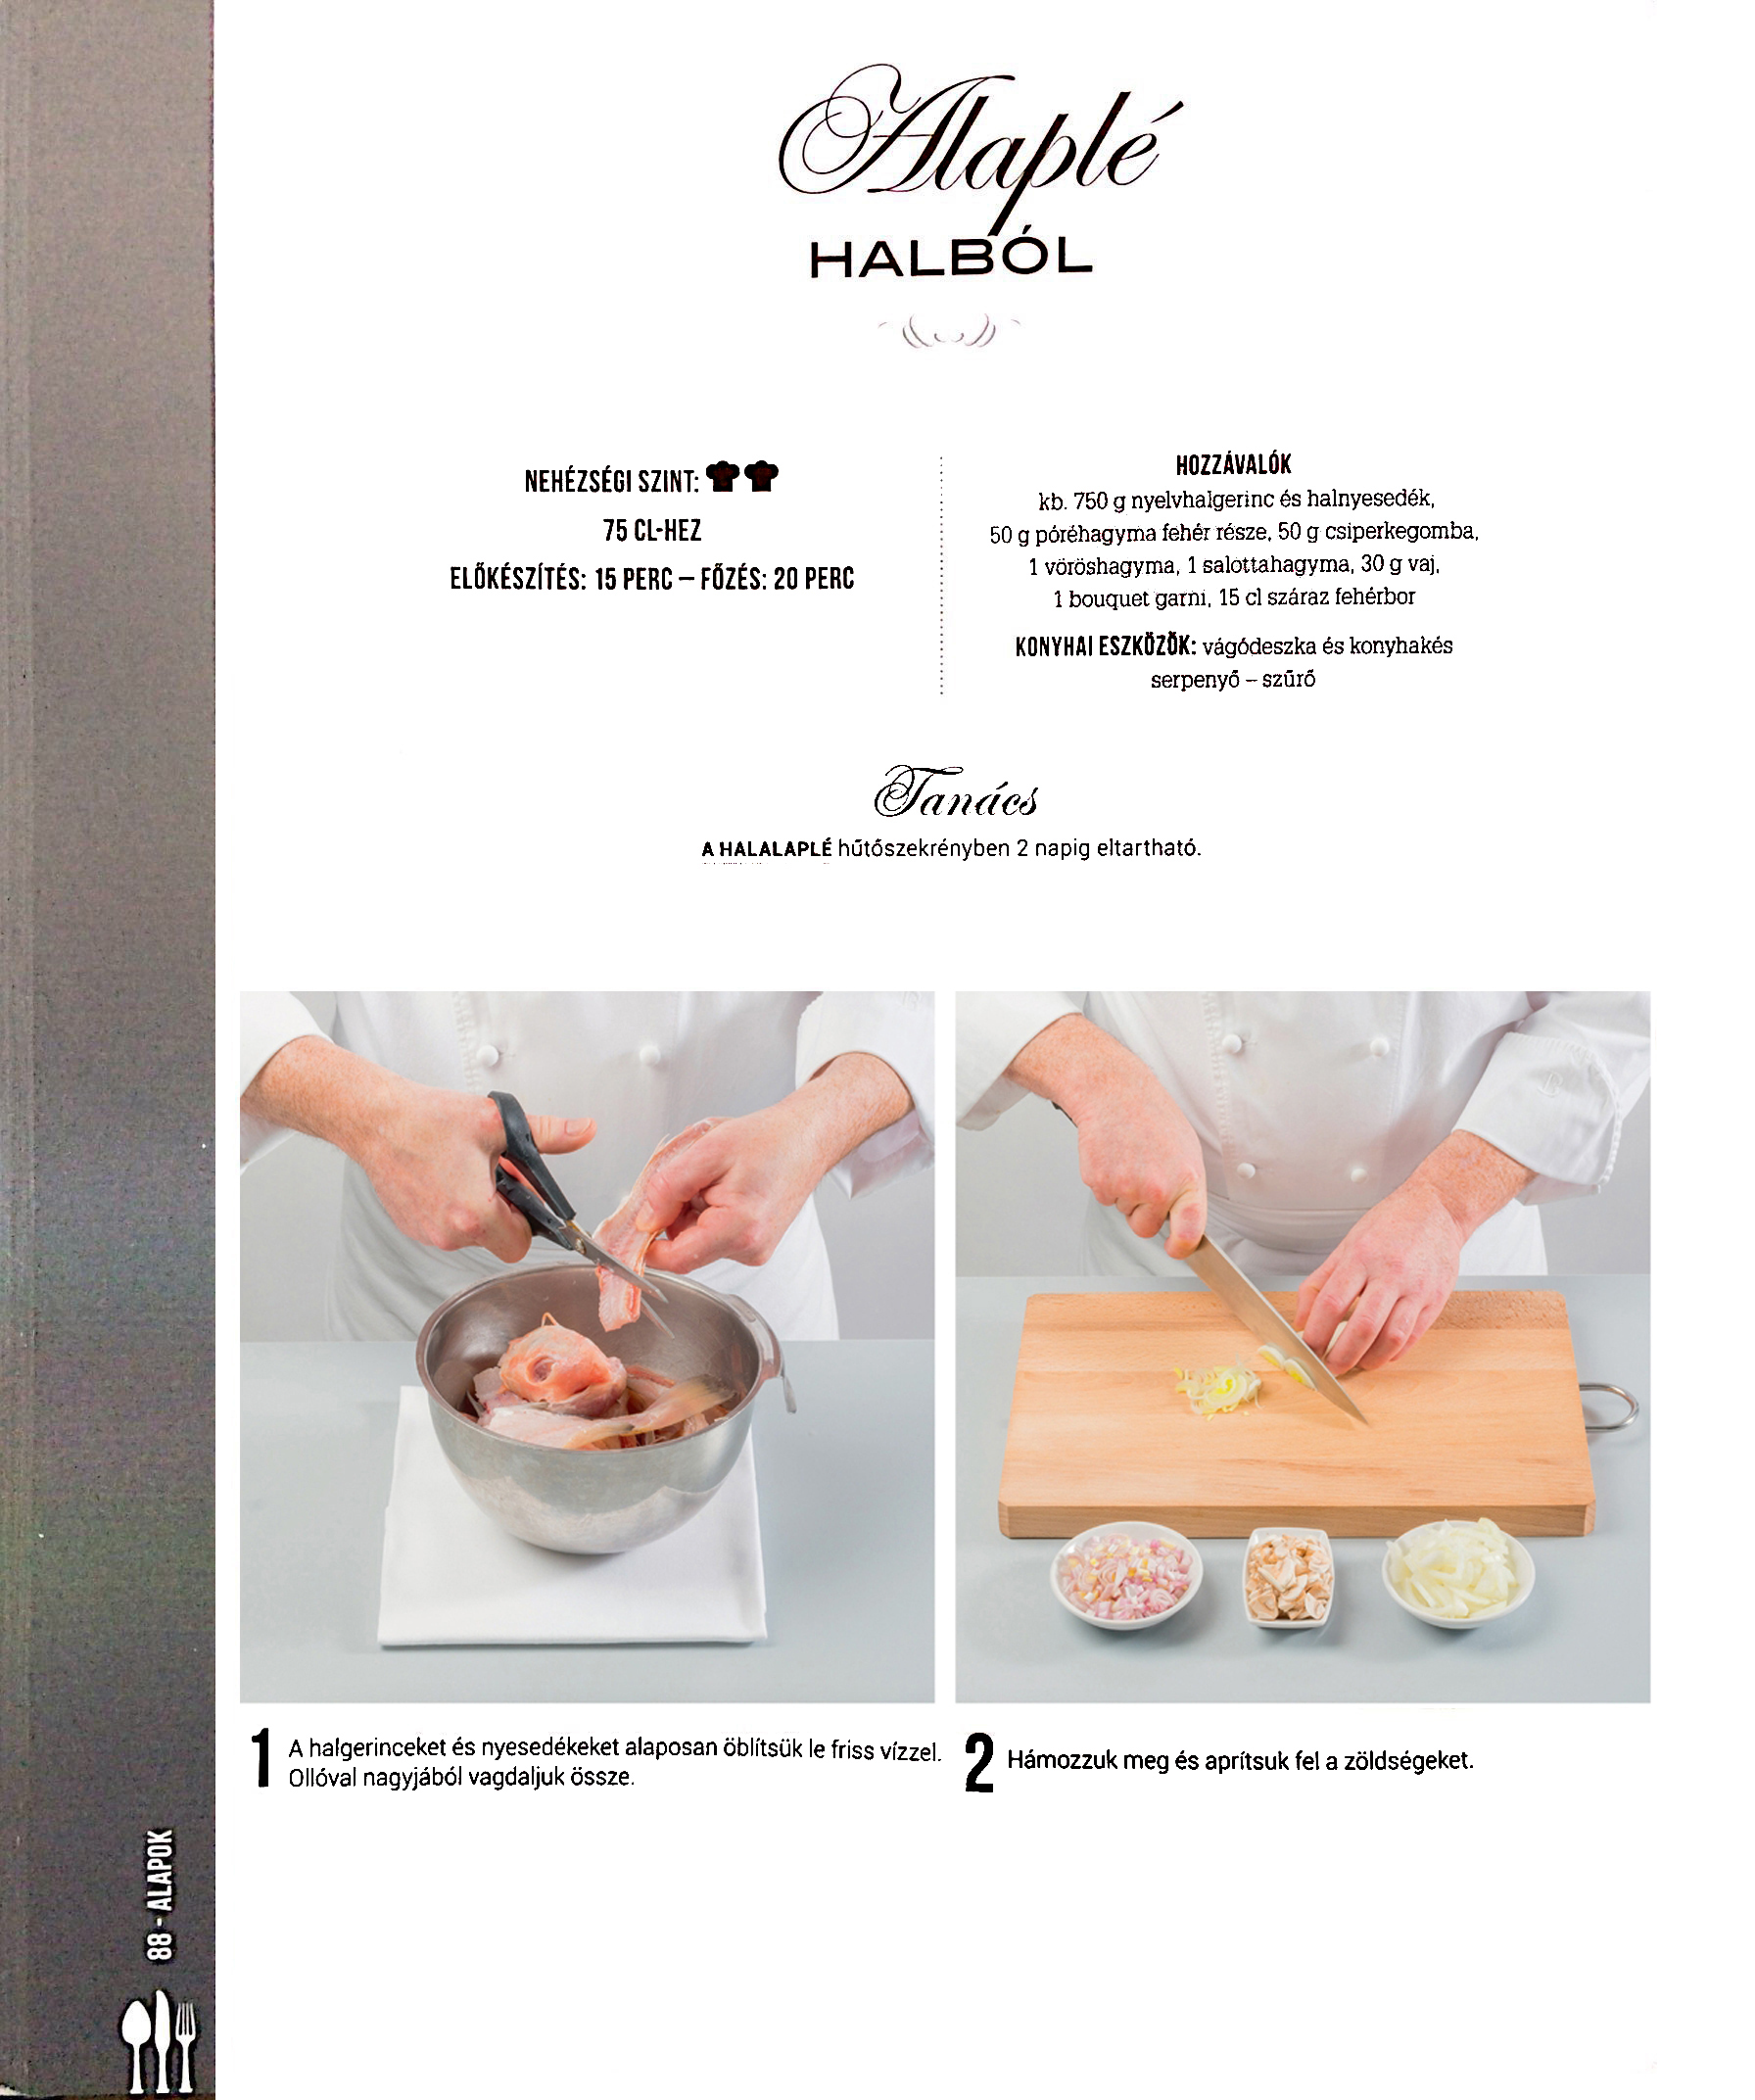 Alaplé
HALBÓL
NEHÉZSÉGI SZINT:
75 CL-HEZ
ELŐKÉSZÍTÉS: 15 PERC – FŐZÉS: 20 PERC
HOZZÁVALÓK
kb. 750 g nyelvhalgerinc és halnyesedék,
50 g póréhagyma fehér része, 50 g csiperkegomba,
1 vöröshagyma, 1 salottahagyma, 30 g vaj,
1 bouquet garni, 15 cl száraz fehérbor
KONYHAI ESZKÖZÖK: vágódeszka és konyhakés
serpenyő – szűrő
Tanács
A HALALAPLÉ hűtőszekrényben 2 napig eltartható.
1 A halgerinceket és nyesedékeket alaposan öblítsük le friss vízzel.
Ollóval nagyjából vagdaljuk össze.
2 Hámozzuk meg és aprítsuk fel a zöldségeket.
88 - ALAPOK